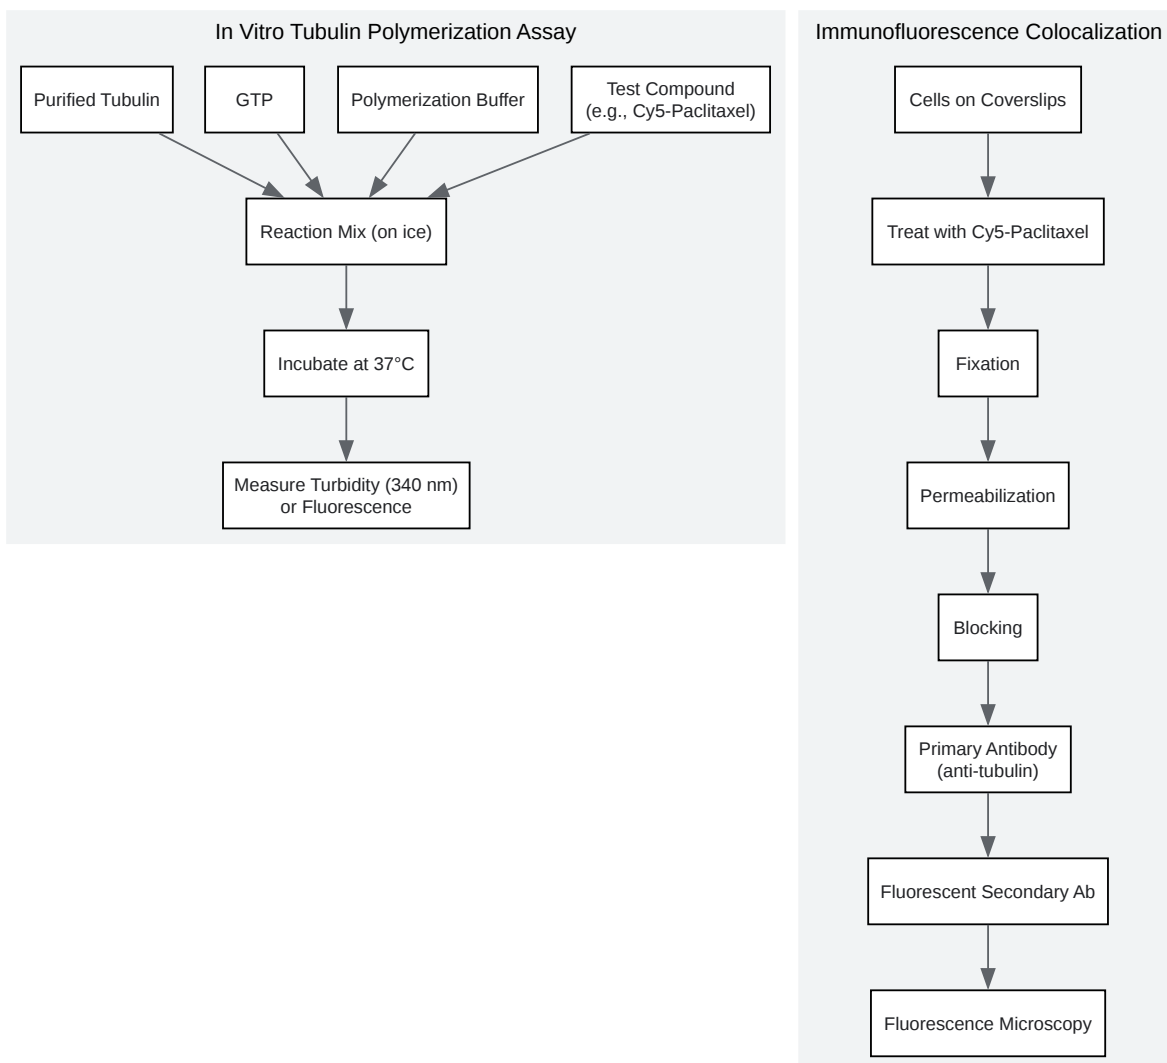 In Vitro Tubulin Polymerization Assay
Purified Tubulin
GTP
Polymerization Buffer
Test Compound
(e.g., Cy5-Paclitaxel)
Reaction Mix (on ice)
Incubate at 37°C
Measure Turbidity (340 nm)
or Fluorescence
Immunofluorescence Colocalization
Cells on Coverslips
Treat with Cy5-Paclitaxel
Fixation
Permeabilization
Blocking
Primary Antibody
(anti-tubulin)
Fluorescent Secondary Ab
Fluorescence Microscopy